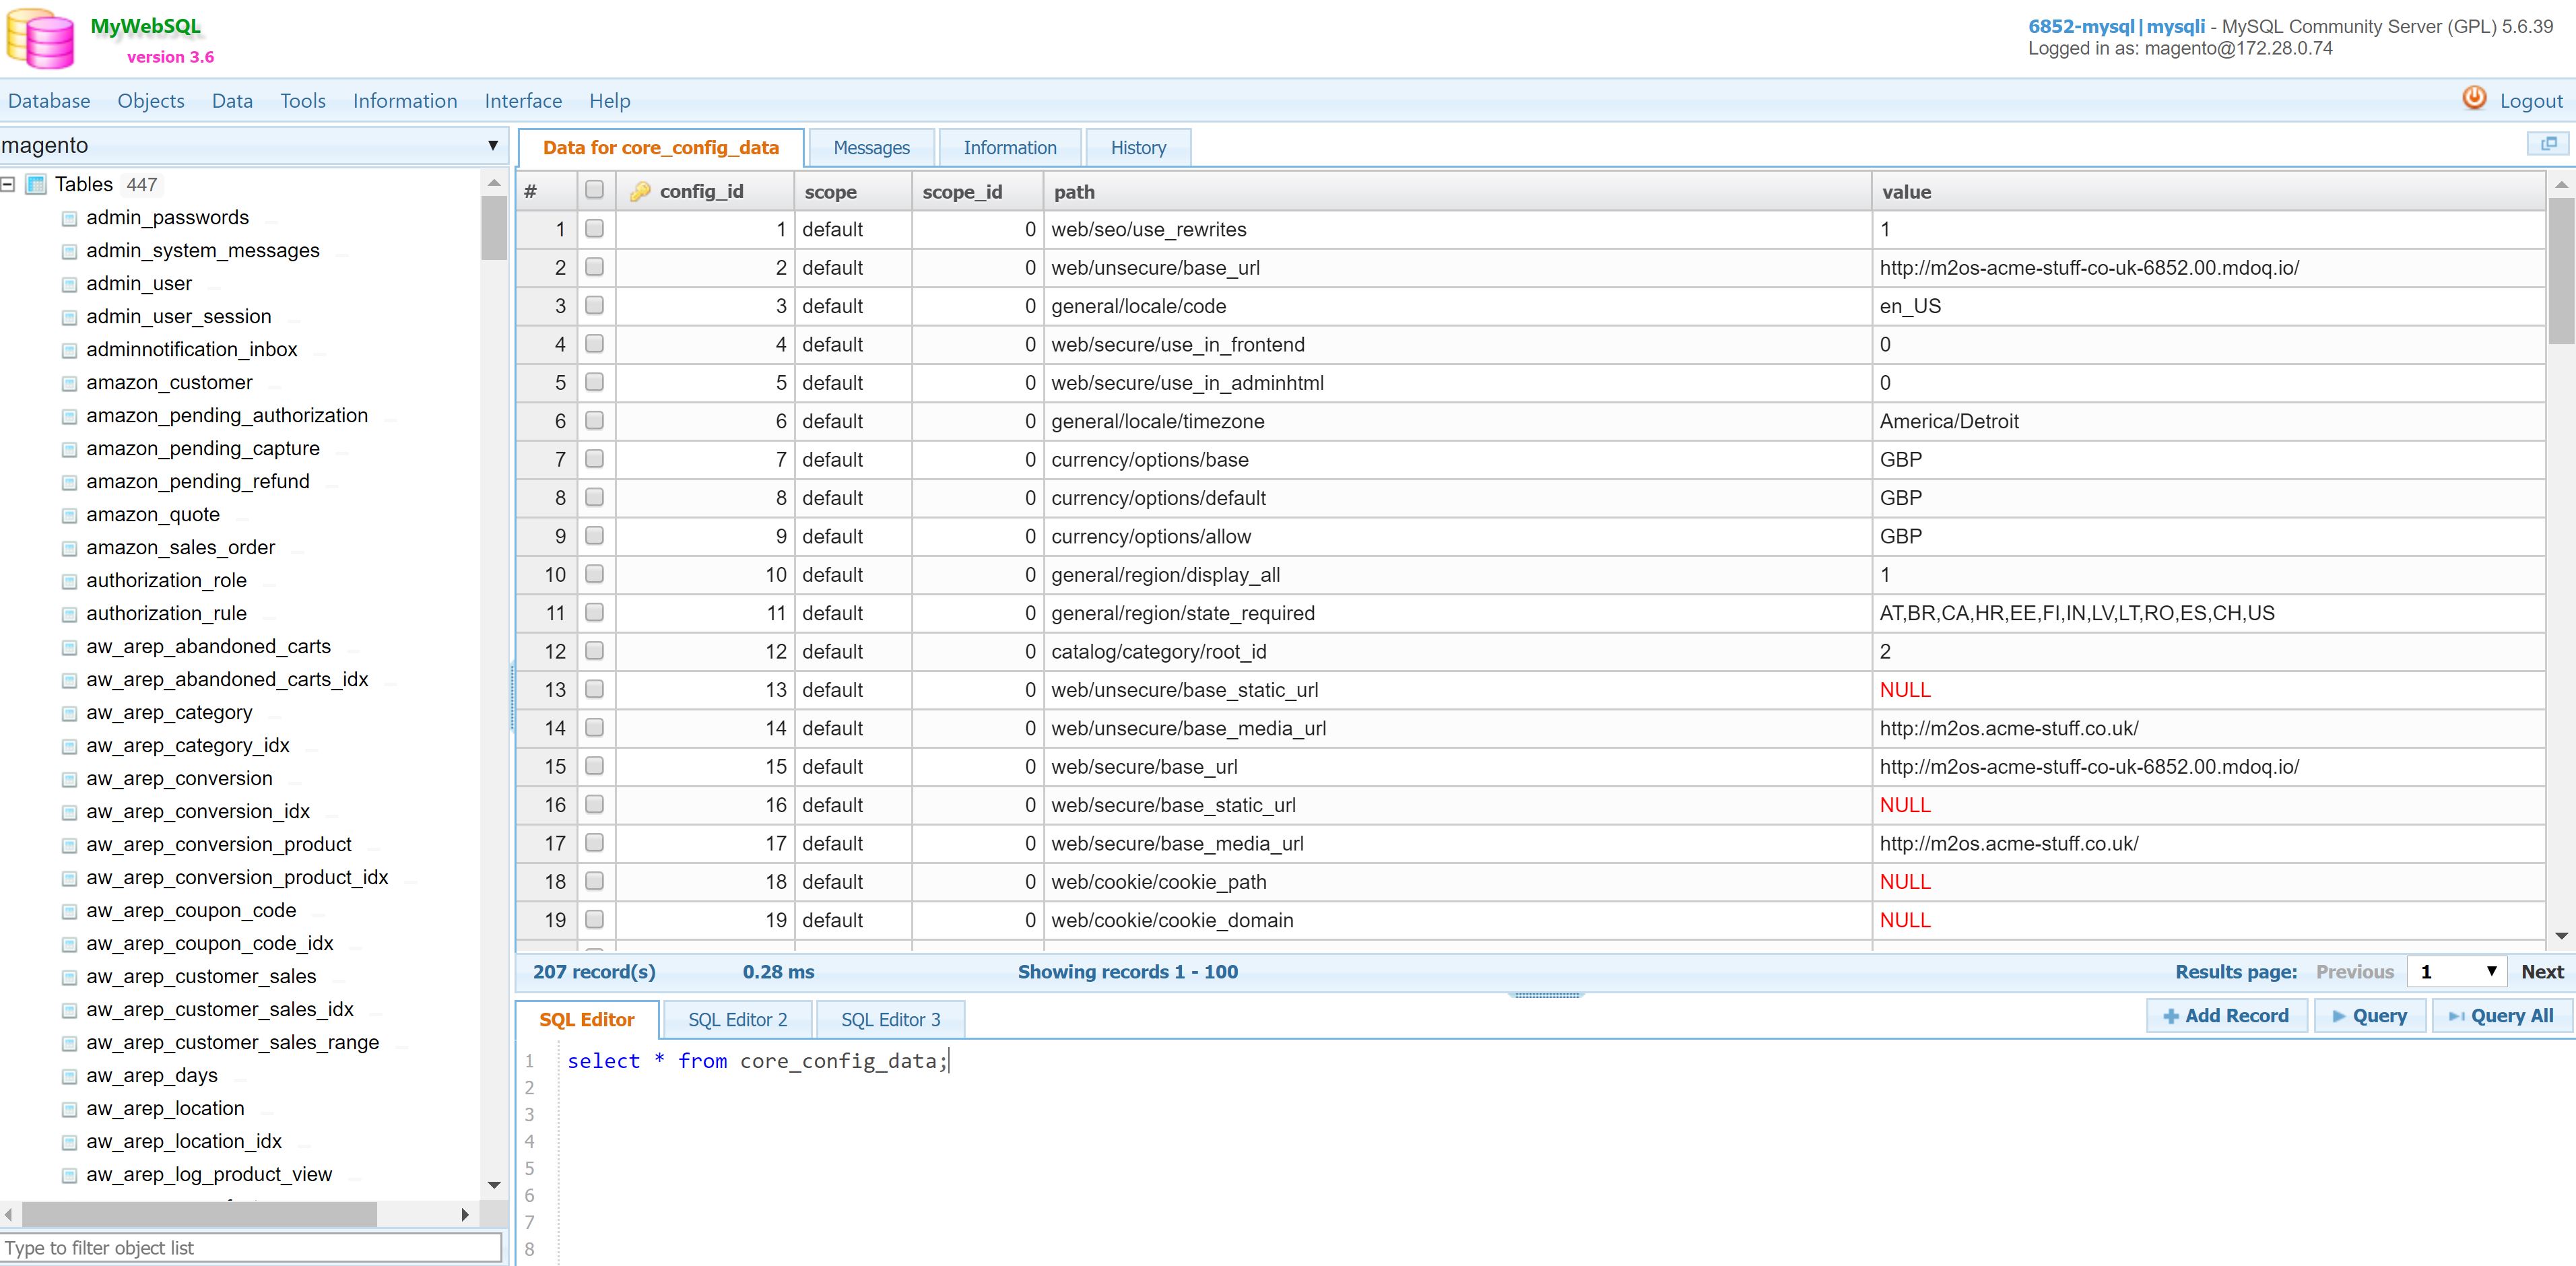 MyWebSQL
version 3.6
6852-mysql|mysqli - MySQL Community Server (GPL) 5.6.39
Logged in as: magento@172.28.0.74
Database Objects Data Tools Information Interface Help Logout
magento
Tables 447
admin_passwords
admin_system_messages
admin_user
admin_user_session
adminnotification_inbox
amazon_customer
amazon_pending_authorization
amazon_pending_capture
amazon_pending_refund
amazon_quote
amazon_sales_order
authorization_role
authorization_rule
aw_arep_abandoned_carts
aw_arep_abandoned_carts_idx
aw_arep_category
aw_arep_category_idx
aw_arep_conversion
aw_arep_conversion_idx
aw_arep_conversion_product
aw_arep_conversion_product_idx
aw_arep_coupon_code
aw_arep_coupon_code_idx
aw_arep_customer_sales
aw_arep_customer_sales_idx
aw_arep_customer_sales_range
aw_arep_days
aw_arep_location
aw_arep_location_idx
aw_arep_log_product_view
Type to filter object list
Data for core_config_data Messages Information History
# config_id scope scope_id path value
1 1 default 0 web/seo/use_rewrites 1
2 2 default 0 web/unsecure/base_url http://m2os-acme-stuff-co-uk-6852.00.mdoq.io/
3 3 default 0 general/locale/code en_US
4 4 default 0 web/secure/use_in_frontend 0
5 5 default 0 web/secure/use_in_adminhtml 0
6 6 default 0 general/locale/timezone America/Detroit
7 7 default 0 currency/options/base GBP
8 8 default 0 currency/options/default GBP
9 9 default 0 currency/options/allow GBP
10 10 default 0 general/region/display_all 1
11 11 default 0 general/region/state_required AT,BR,CA,HR,EE,FI,IN,LV,LT,RO,ES,CH,US
12 12 default 0 catalog/category/root_id 2
13 13 default 0 web/unsecure/base_static_url NULL
14 14 default 0 web/unsecure/base_media_url http://m2os.acme-stuff.co.uk/
15 15 default 0 web/secure/base_url http://m2os-acme-stuff-co-uk-6852.00.mdoq.io/
16 16 default 0 web/secure/base_static_url NULL
17 17 default 0 web/secure/base_media_url http://m2os.acme-stuff.co.uk/
18 18 default 0 web/cookie/cookie_path NULL
19 19 default 0 web/cookie/cookie_domain NULL
207 record(s) 0.28 ms Showing records 1 - 100 Results page: Previous 1 Next
SQL Editor SQL Editor 2 SQL Editor 3 Add Record Query Query All
1 select * from core_config_data;
2
3
4
5
6
7
8